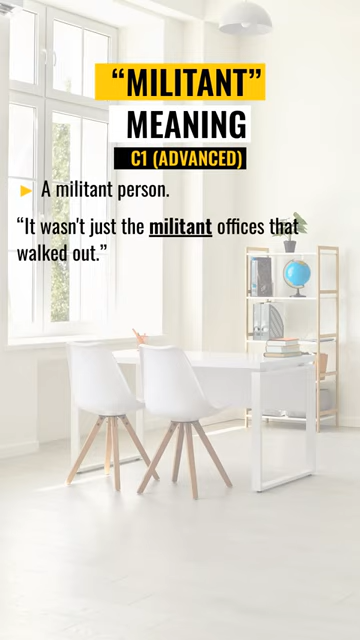 “MILITANT”
MEANING
C1 (ADVANCED)
► A militant person.
“It wasn't just the militant offices that
walked out.”